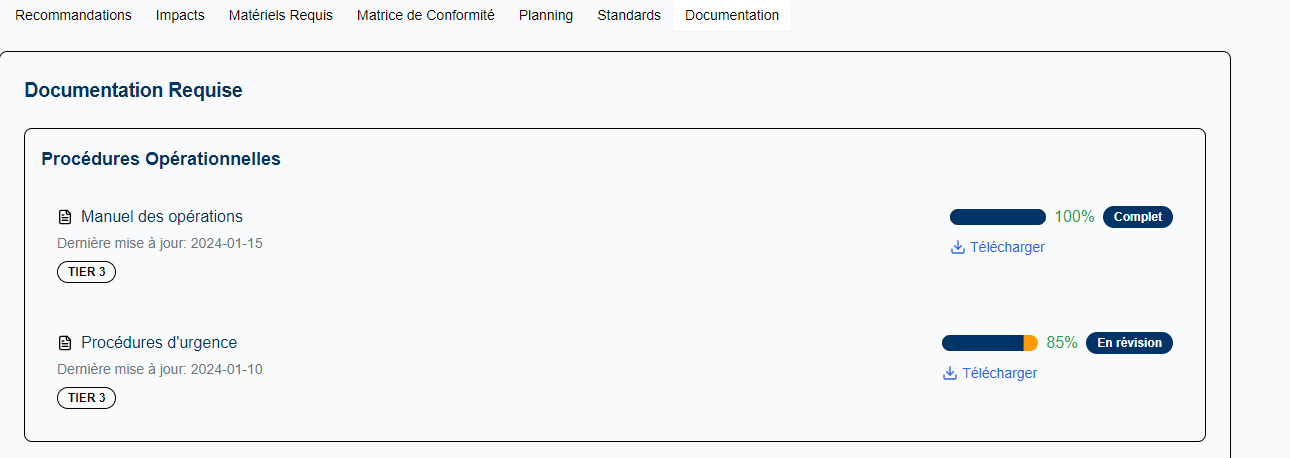 Recommandations Impacts Matériels Requis Matrice de Conformité Planning Standards Documentation
Documentation Requise
Procédures Opérationnelles
Manuel des opérations 100% Complet
Dernière mise à jour: 2024-01-15 Télécharger
TIER 3
Procédures d'urgence 85% En révision
Dernière mise à jour: 2024-01-10 Télécharger
TIER 3